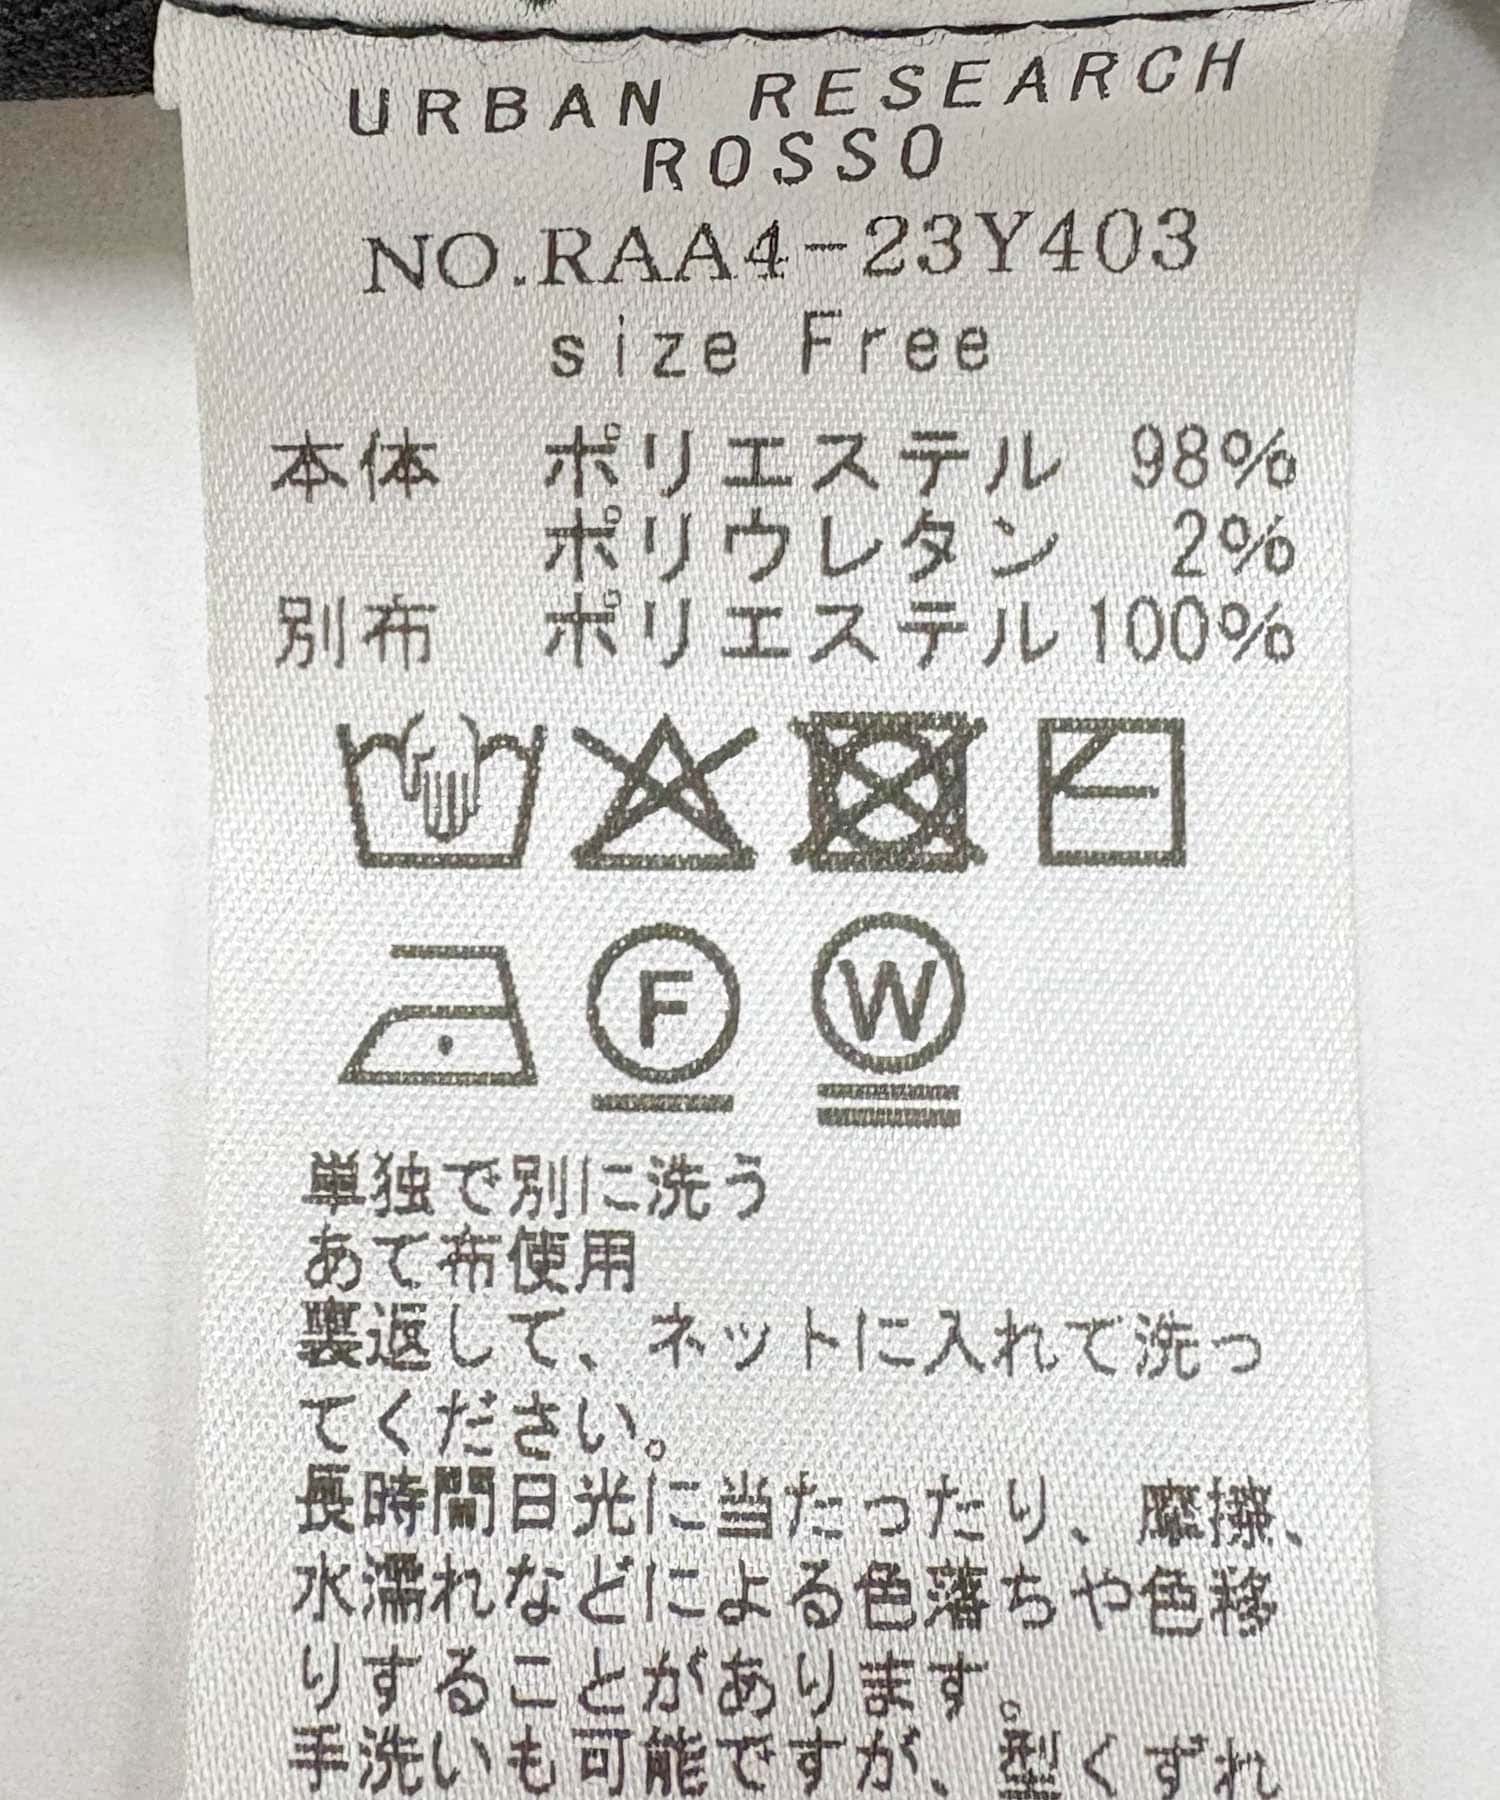 URBAN RESEARCH
ROSSO
NO.RAA4-23Y403
size Free
本体 ポリエステル 98%
ポリウレタン 2%
別布 ポリエステル 100%
F
W
単独で別に洗う
あて布使用
裏返して、ネットに入れて洗っ
てください。
長時間日光に当たったり、摩擦、
水濡れなどによる色落ちや色移
りすることがあります。
手洗いも可能ですが、型くずれ